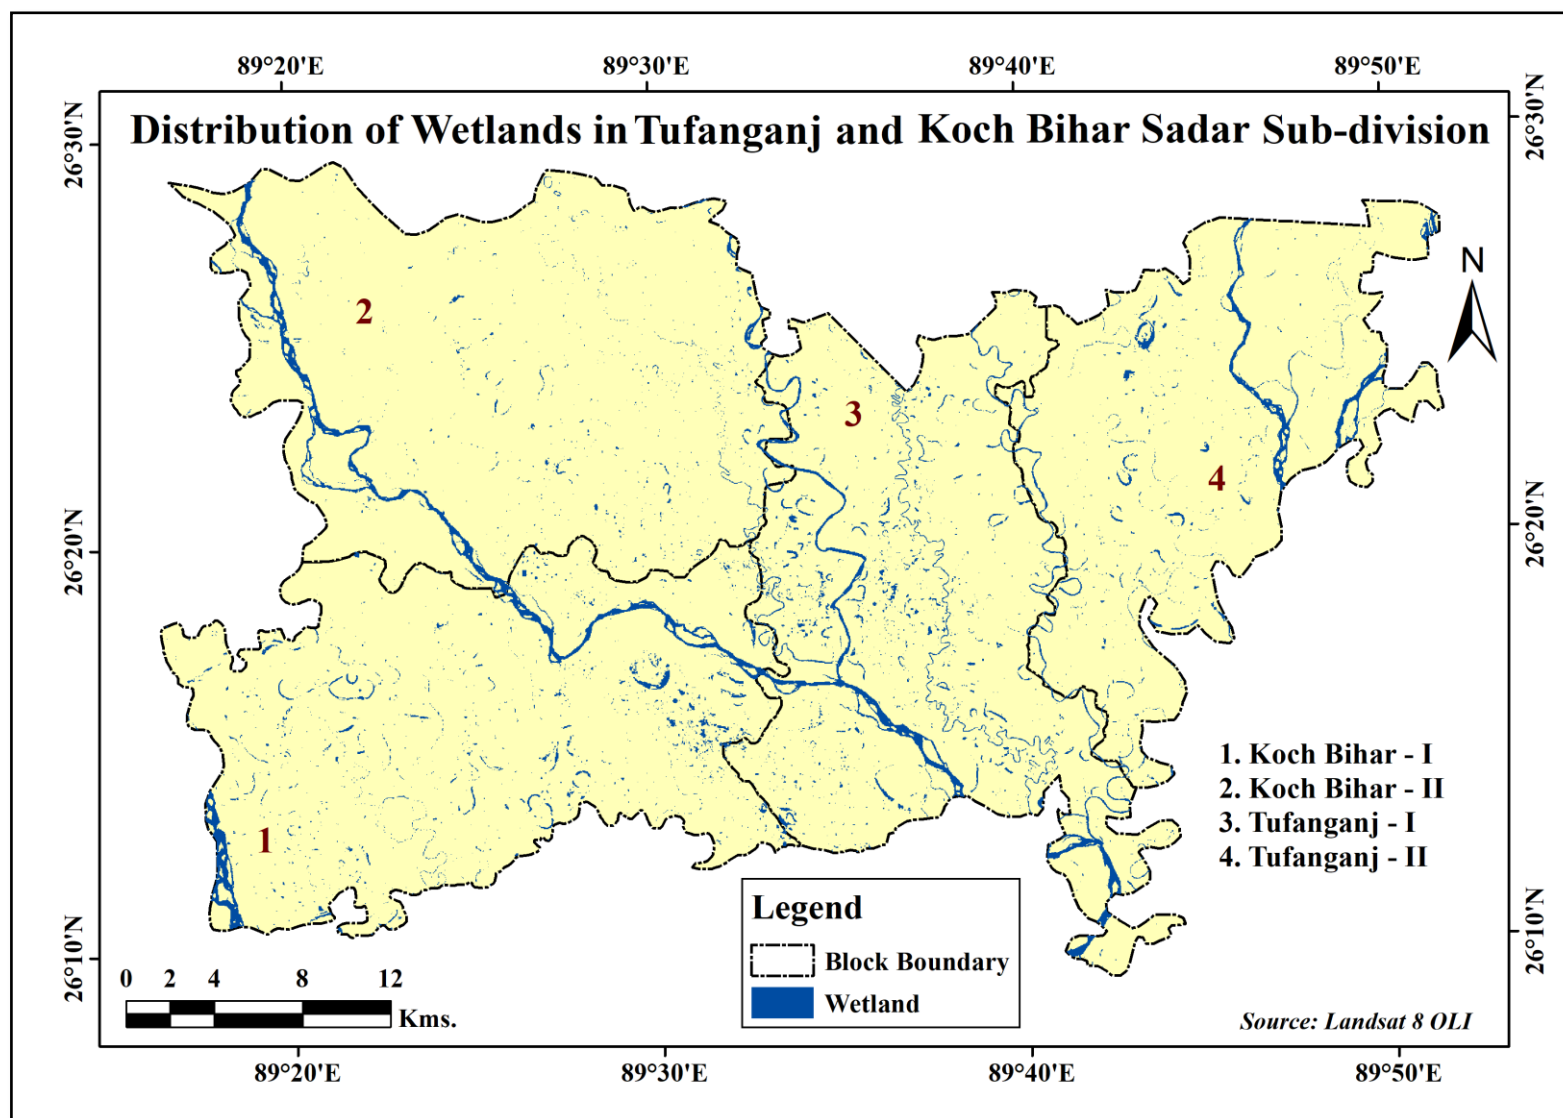 89°20'E 89°30'E 89°40'E 89°50'E
Distribution of Wetlands in Tufanganj and Koch Bihar Sadar Sub-division
26°30'N
26°30'N
N
2
3
4
26°20'N
26°20'N
1
1. Koch Bihar - I
2. Koch Bihar - II
3. Tufanganj - I
4. Tufanganj - II
Legend
Block Boundary
Wetland
26°10'N
26°10'N
0 2 4 8 12
Kms.
Source: Landsat 8 OLI
89°20'E 89°30'E 89°40'E 89°50'E